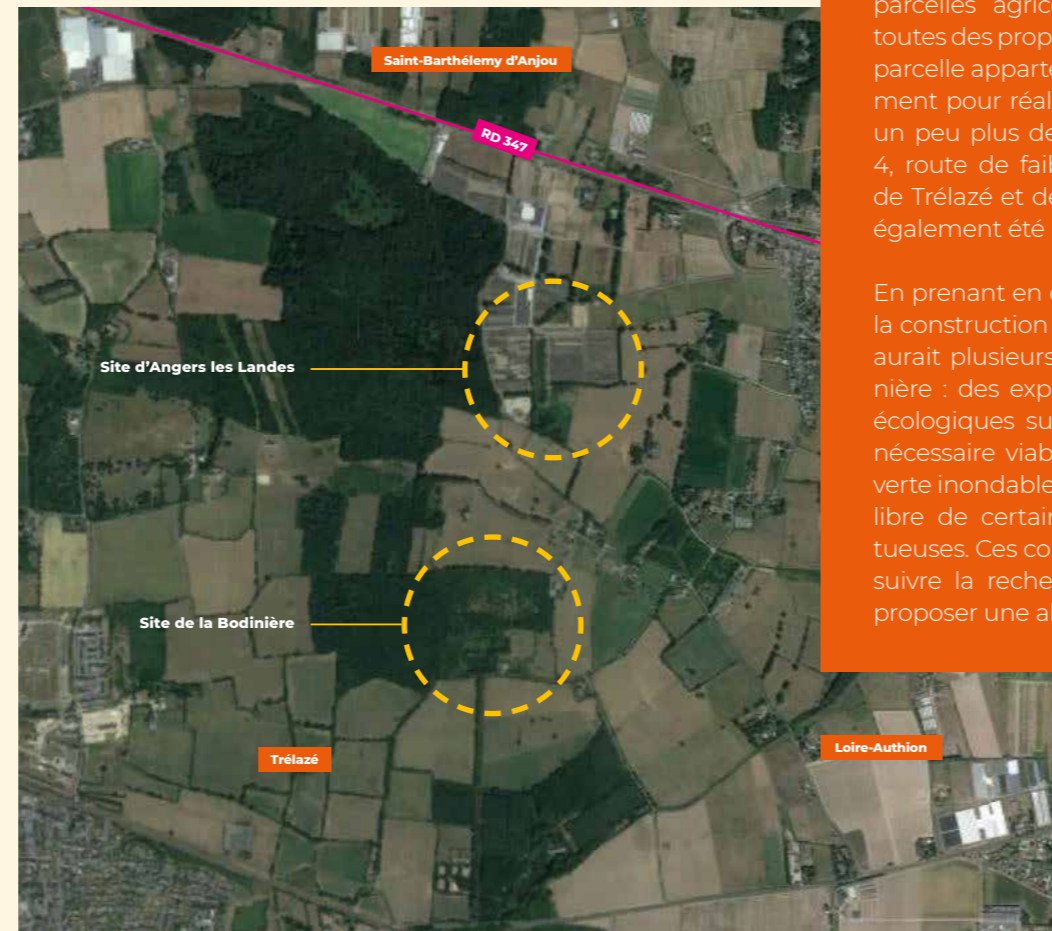 Saint-Barthélemy d'Anjou
RD 347
Site d'Angers les Landes
Site de la Bodinière
Trélazé
Loire-Authion
parcelles agric
toutes des prop
parcelle apparte
ment pour réal
un peu plus de
4, route de faib
de Trélazé et de
également été
En prenant en
la construction
aurait plusieurs
nière : des exp
écologiques su
nécessaire viab
verte inondable
libre de certain
tueuses. Ces co
suivre la reche
proposer une a